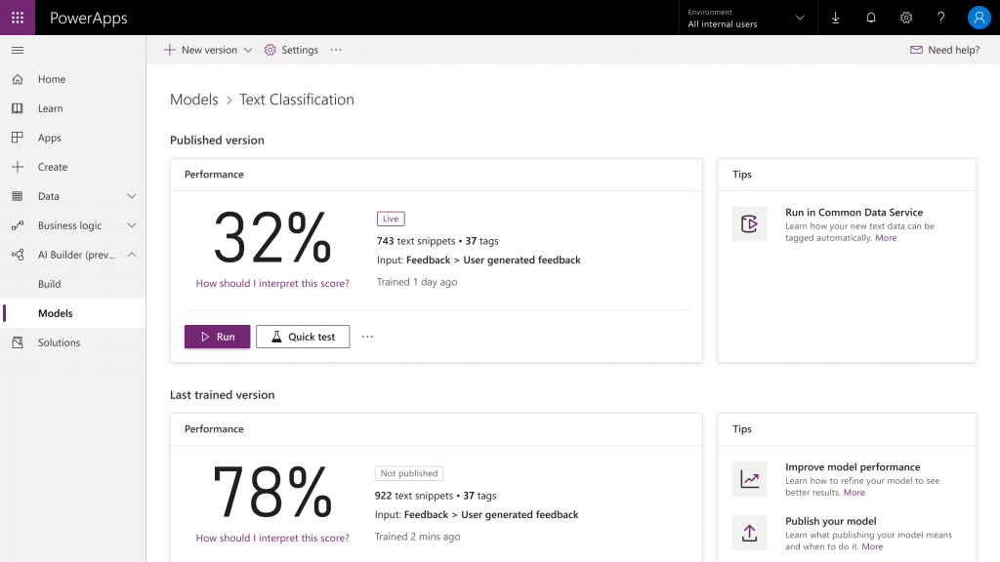 PowerApps
Environment
All internal users
?
New version
Settings
Need help?
Home
Learn
Apps
Create
Data
Business logic
AI Builder (prev...
Build
Models
Solutions
Models > Text Classification
Published version
Performance
32%
How should I interpret this score?
Live
743 text snippets • 37 tags
Input: Feedback > User generated feedback
Trained 1 day ago
Run
Quick test
Tips
Run in Common Data Service
Learn how your new text data can be
tagged automatically. More
Last trained version
Performance
78%
How should I interpret this score?
Not published
922 text snippets • 37 tags
Input: Feedback > User generated feedback
Trained 2 mins ago
Tips
Improve model performance
Learn how to refine your model to see
better results. More
Publish your model
Learn what publishing your model means
and when to do it. More